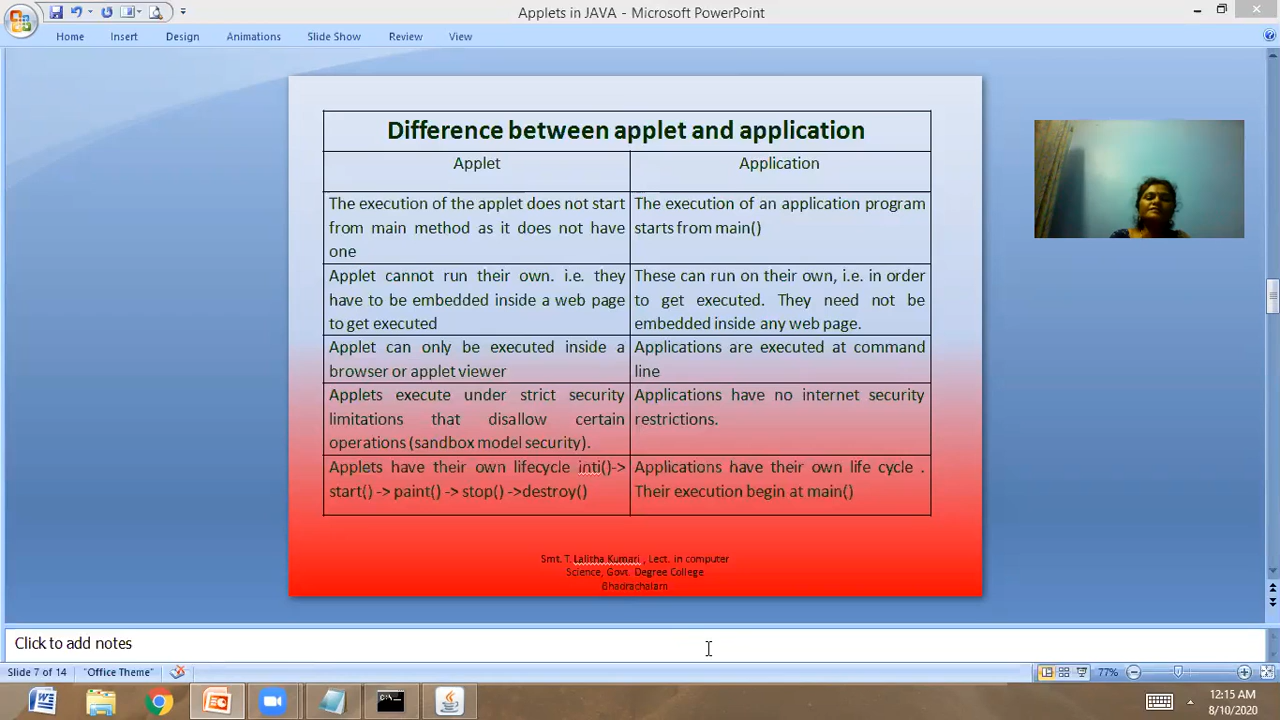 Applets in JAVA - Microsoft PowerPoint
Home Insert Design Animations Slide Show Review View
Difference between applet and application
Applet
Application
The execution of the applet does not start
from main method as it does not have
one
The execution of an application program
starts from main()
Applet cannot run their own. i.e. they
have to be embedded inside a web page
to get executed
These can run on their own, i.e. in order
to get executed. They need not be
embedded inside any web page.
Applet can only be executed inside a
browser or applet viewer
Applications are executed at command
line
Applets execute under strict security
limitations that disallow certain
operations (sandbox model security).
Applications have no internet security
restrictions.
Applets have their own lifecycle inti()->
start() -> paint() -> stop() ->destroy()
Applications have their own life cycle .
Their execution begin at main()
Smt. T. Lalitha Kumari , Lect. in computer
Science, Govt. Degree College
Bhadrachalam
Click to add notes
Slide 7 of 14 "Office Theme" 77%
12:15 AM
8/10/2020